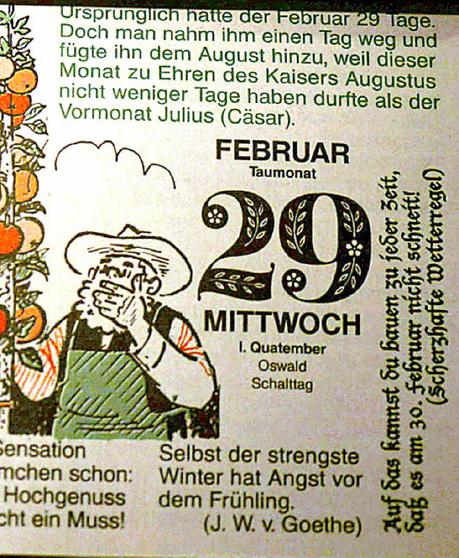 Ursprünglich hatte der Februar 29 Tage.
Doch man nahm ihm einen Tag weg und
fügte ihn dem August hinzu, weil dieser
Monat zu Ehren des Kaisers Augustus
nicht weniger Tage haben durfte als der
Vormonat Julius (Cäsar).
FEBRUAR
Taumonat
29
MITTWOCH
I. Quatember
Oswald
Schalttag
Auf das kannst du bauen zu jeder Zeit,
daß es am 30. Februar nicht schneit!
(Scherzhafte Wetterregel)
Sensation
mchen schon:
Hochgenuss
cht ein Muss!
Selbst der strengste
Winter hat Angst vor
dem Frühling.
(J. W. v. Goethe)